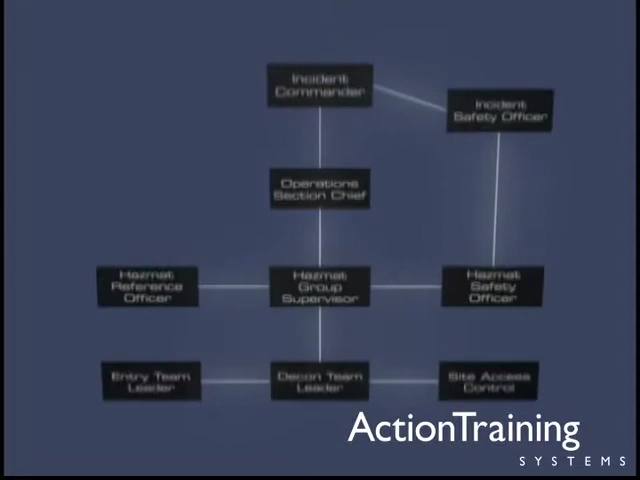 Incident
Commander
Incident
Safety Officer
Operations
Section Chief
Hazmat
Reference
Officer
Hazmat
Group
Supervisor
Hazmat
Safety
Officer
Entry Team
Leader
Decon Team
Leader
Site Access
Control
ActionTraining
SYSTEMS